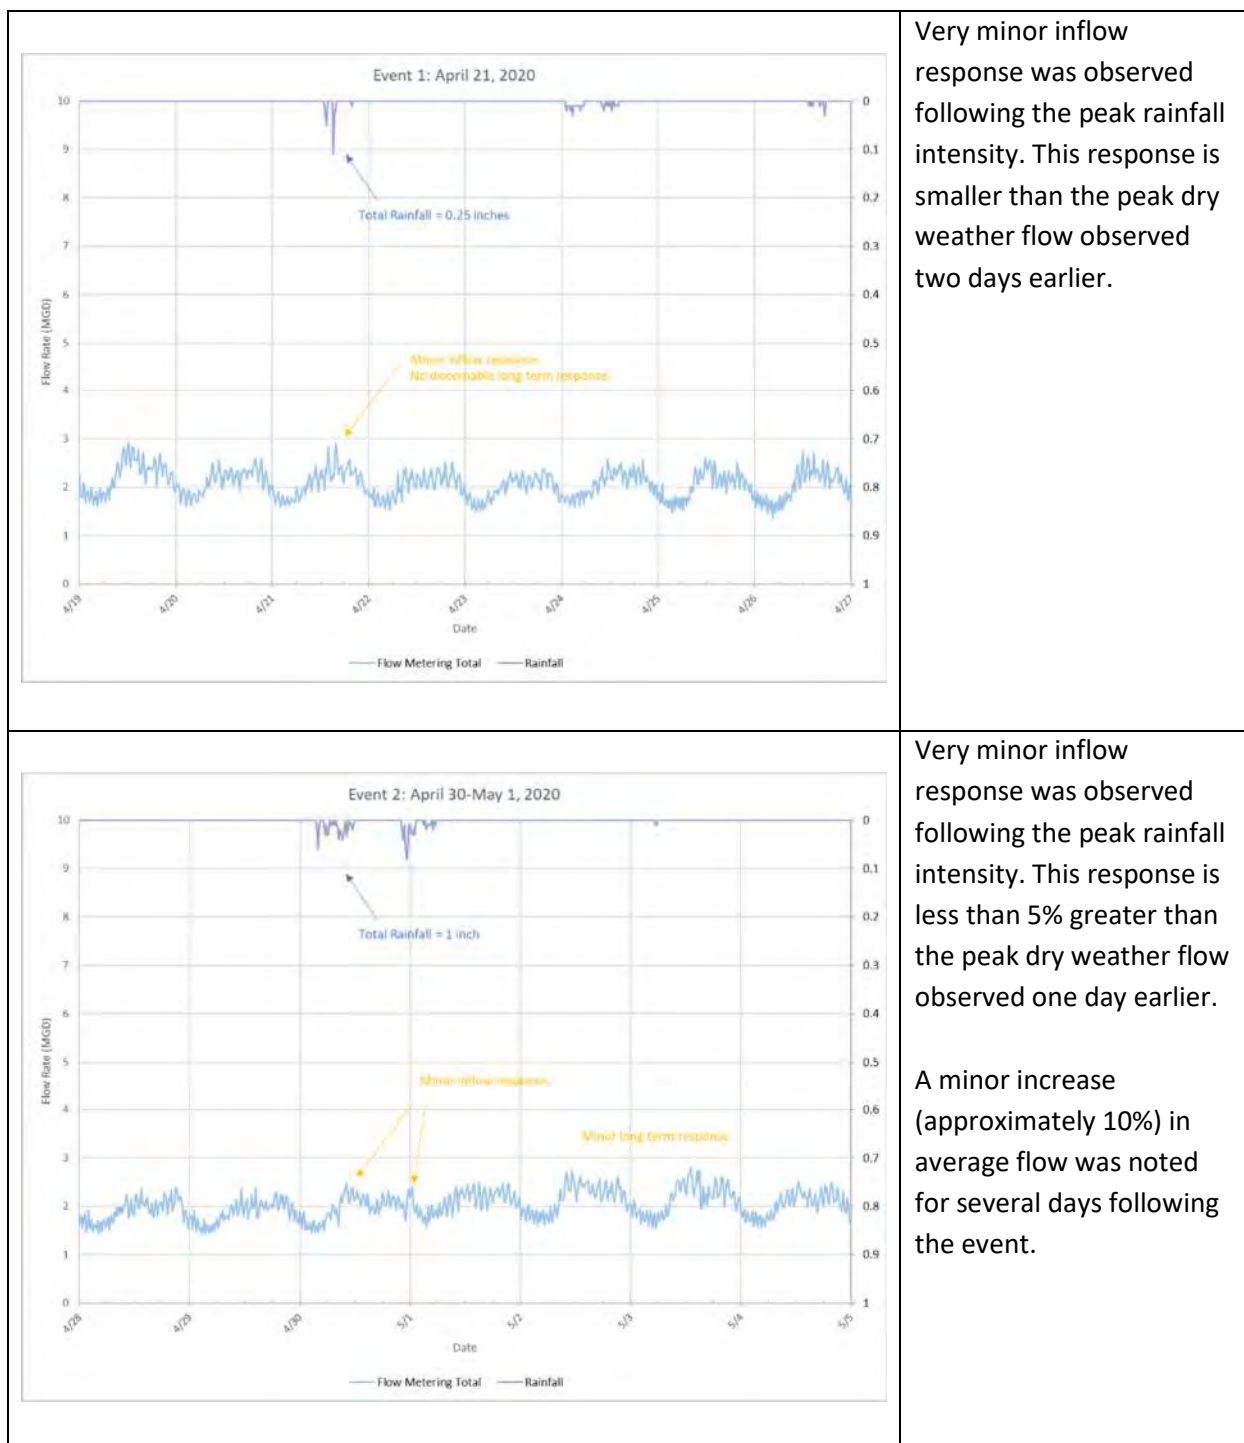 Event 1: April 21, 2020
10
9
8
7
6
5
4
3
2
1
0
Flow Rate (MGD)
0
0.1
0.2
0.3
0.4
0.5
0.6
0.7
0.8
0.9
1
Total Rainfall = 0.25 inches
Minor inflow response.
No discernable long term response.
4/19
4/20
4/21
4/22
4/23
4/24
4/25
4/26
4/27
Date
Flow Metering Total
Rainfall
Very minor inflow
response was observed
following the peak rainfall
intensity. This response is
smaller than the peak dry
weather flow observed
two days earlier.
Event 2: April 30-May 1, 2020
10
9
8
7
6
5
4
3
2
1
0
Flow Rate (MGD)
0
0.1
0.2
0.3
0.4
0.5
0.6
0.7
0.8
0.9
1
Total Rainfall = 1 inch
Minor inflow response.
Minor long term response
4/28
4/29
4/30
5/1
5/2
5/3
5/4
5/5
Date
Flow Metering Total
Rainfall
Very minor inflow
response was observed
following the peak rainfall
intensity. This response is
less than 5% greater than
the peak dry weather flow
observed one day earlier.
A minor increase
(approximately 10%) in
average flow was noted
for several days following
the event.